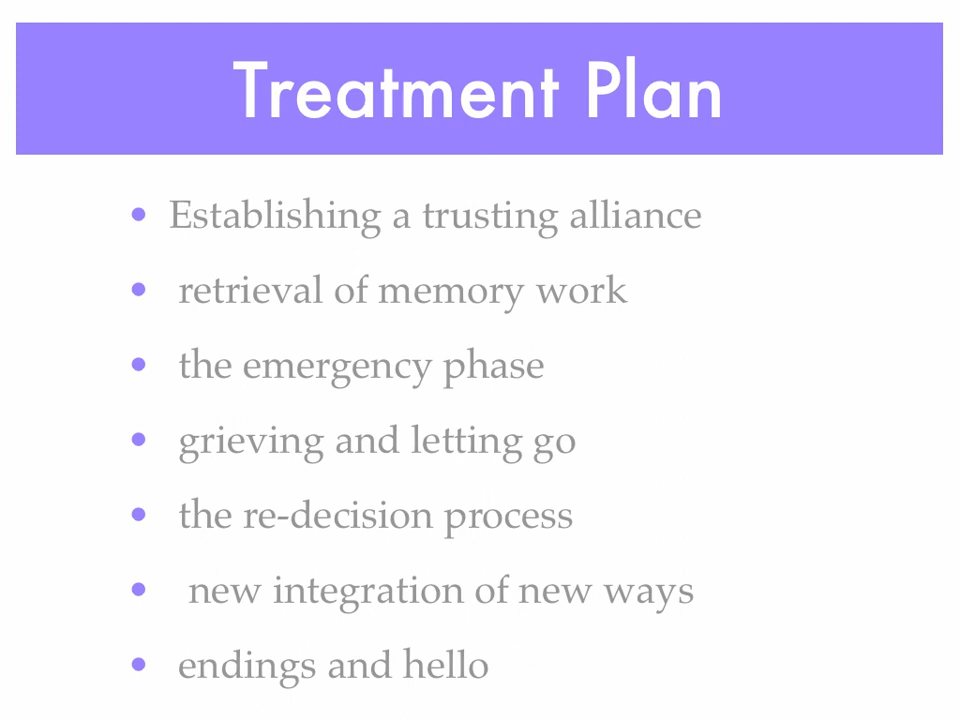 Treatment Plan
• Establishing a trusting alliance
• retrieval of memory work
• the emergency phase
• grieving and letting go
• the re-decision process
• new integration of new ways
• endings and hello